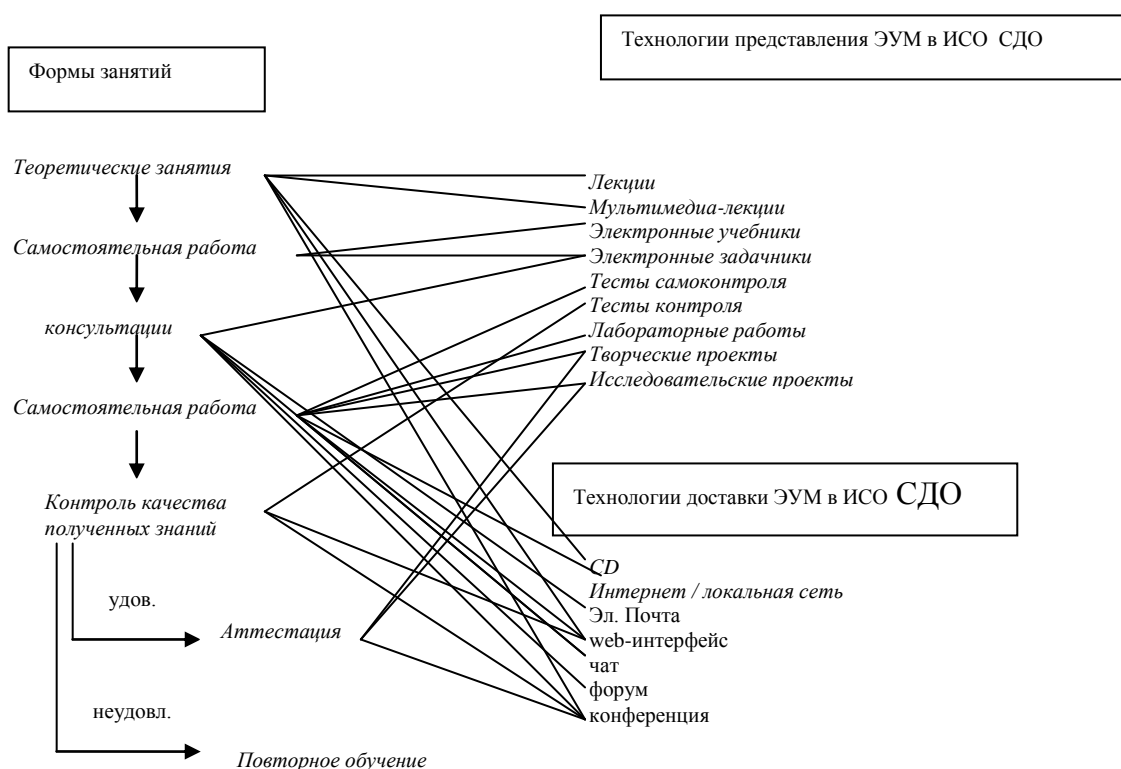 Технологии представления ЭУМ в ИСО СДО
Формы занятий
Теоретические занятия
Самостоятельная работа
консультации
Самостоятельная работа
Контроль качества
полученных знаний
удов.
Аттестация
неудовл.
Повторное обучение
Лекции
Мультимедиа-лекции
Электронные учебники
Электронные задачники
Тесты самоконтроля
Тесты контроля
Лабораторные работы
Творческие проекты
Исследовательские проекты
Технологии доставки ЭУМ в ИСО СДО
CD
Интернет / локальная сеть
Эл. Почта
web-интерфейс
чат
форум
конференция